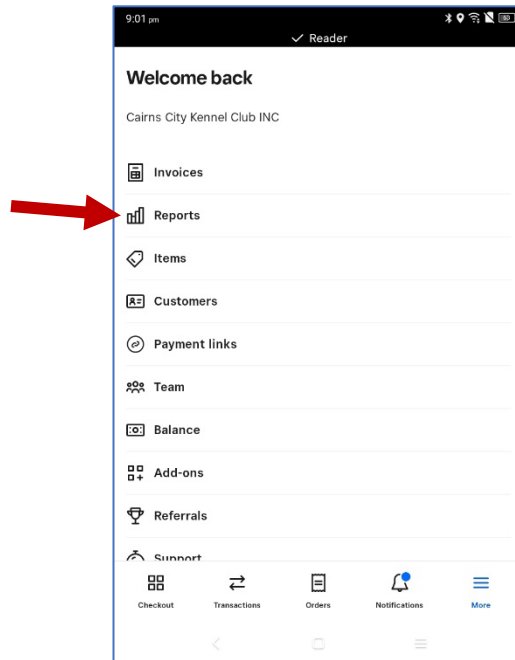 9:01 pm
Reader
Welcome back
Cairns City Kennel Club INC
Invoices
Reports
Items
Customers
Payment links
Team
Balance
Add-ons
Referrals
Support
Checkout Transactions Orders Notifications More